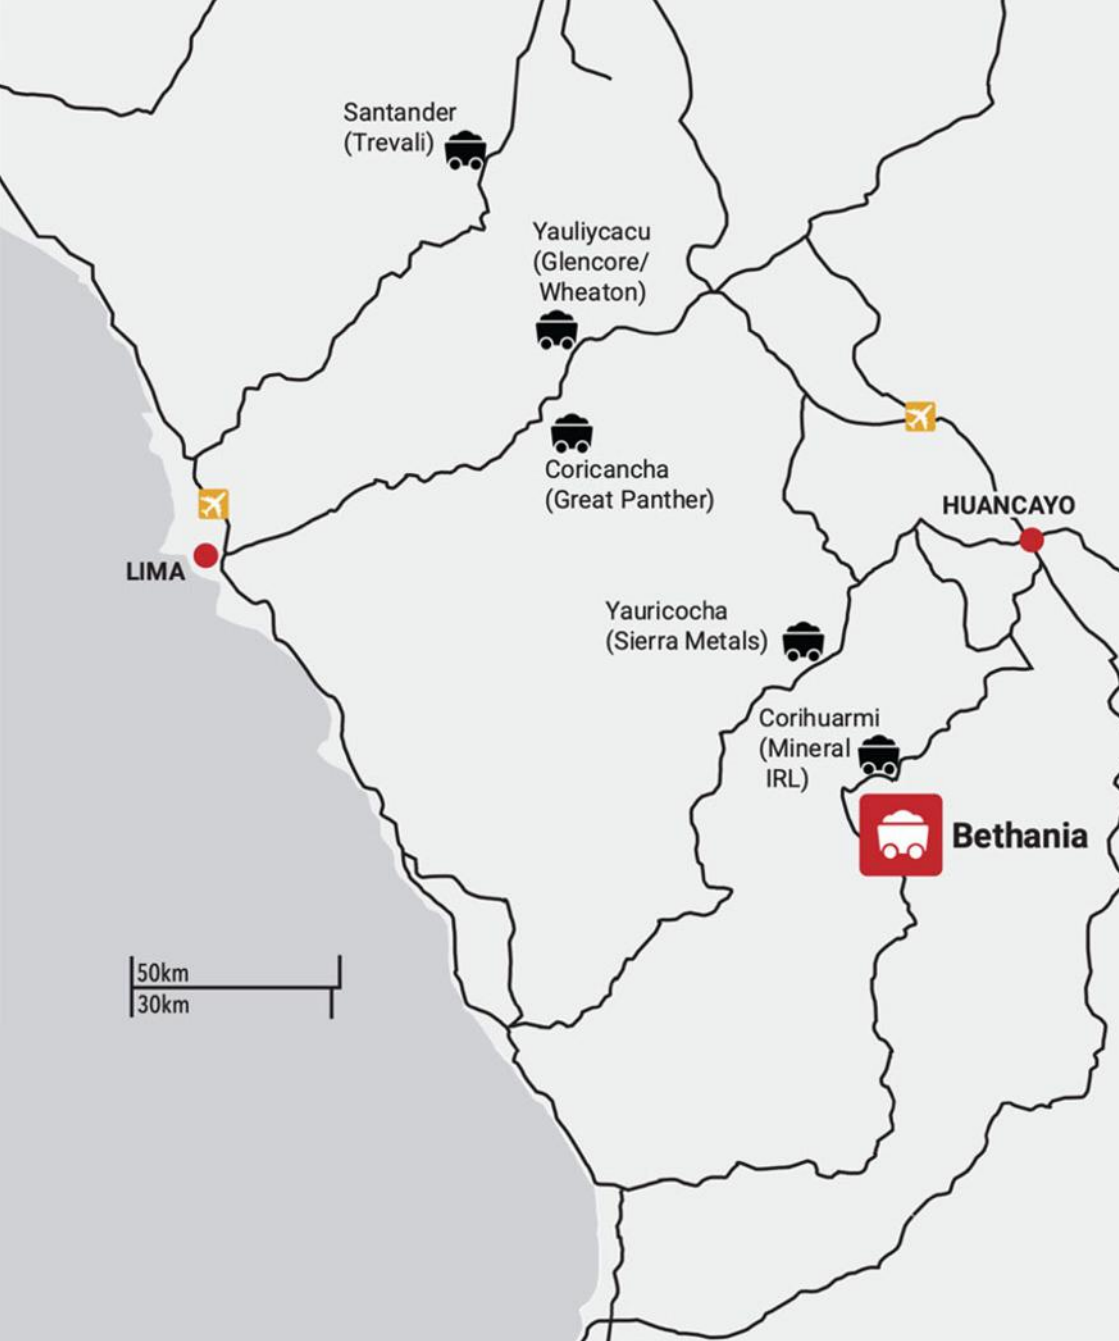 Santander
(Trevali)
Yauliycacu
(Glencore/
Wheaton)
Coricancha
(Great Panther)
HUANCAYO
LIMA
Yauricocha
(Sierra Metals)
Corihuarmi
(Mineral
IRL)
Bethania
50km
30km